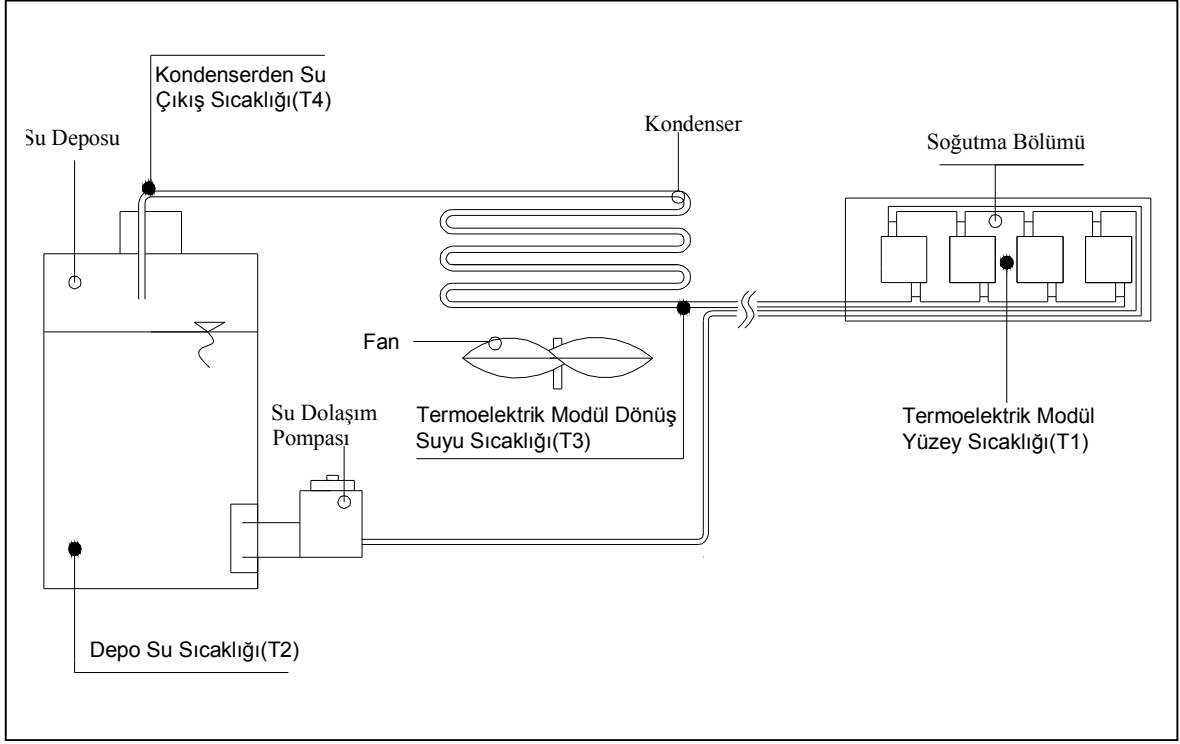 Kondenserden Su
Çıkış Sıcaklığı(T4)
Su Deposu
Kondenser
Soğutma Bölümü
Fan
Su Dolaşım
Pompası
Termoelektrik Modül Dönüş
Suyu Sıcaklığı(T3)
Termoelektrik Modül
Yüzey Sıcaklığı(T1)
Depo Su Sıcaklığı(T2)